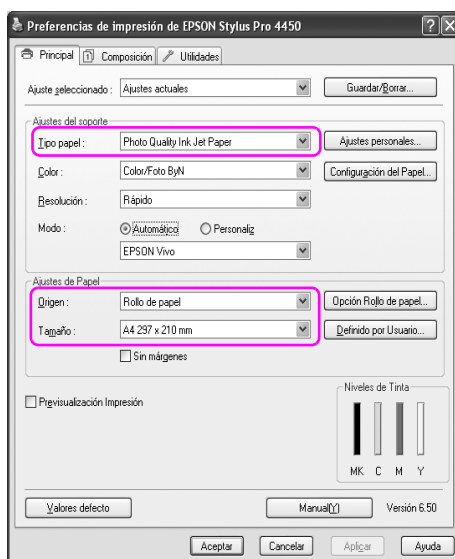 Preferencias de impresión de EPSON Stylus Pro 4450
Principal Composición Utilidades
Ajuste seleccionado : Ajustes actuales Guardar/Borrar...
Ajustes del soporte
Tipo papel : Photo Quality Ink Jet Paper Ajustes personales...
Color : Color/Foto ByN Configuración del Papel...
Resolución : Rápido
Modo : Automático Personaliz
EPSON Vivo
Ajustes de Papel
Origen : Rollo de papel Opción Rollo de papel...
Tamaño : A4 297 x 210 mm Definido por Usuario...
Sin márgenes
Niveles de Tinta
Previsualización Impresión
MK C M Y
Valores defecto Manual(Y) Versión 6.50
Aceptar Cancelar Aplicar Ayuda